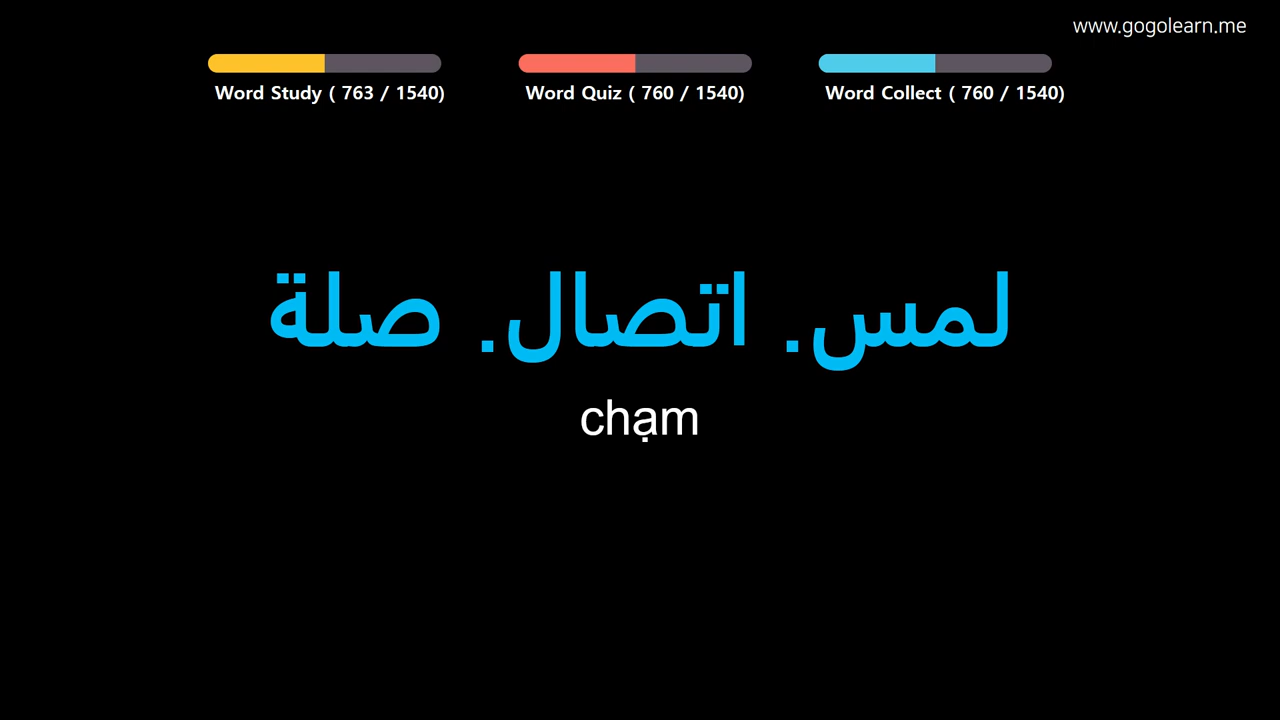 www.gogolearn.me
Word Study ( 763 / 1540)
Word Quiz ( 760 / 1540)
Word Collect ( 760 / 1540)
لمس. اتصال. صلة
chạm